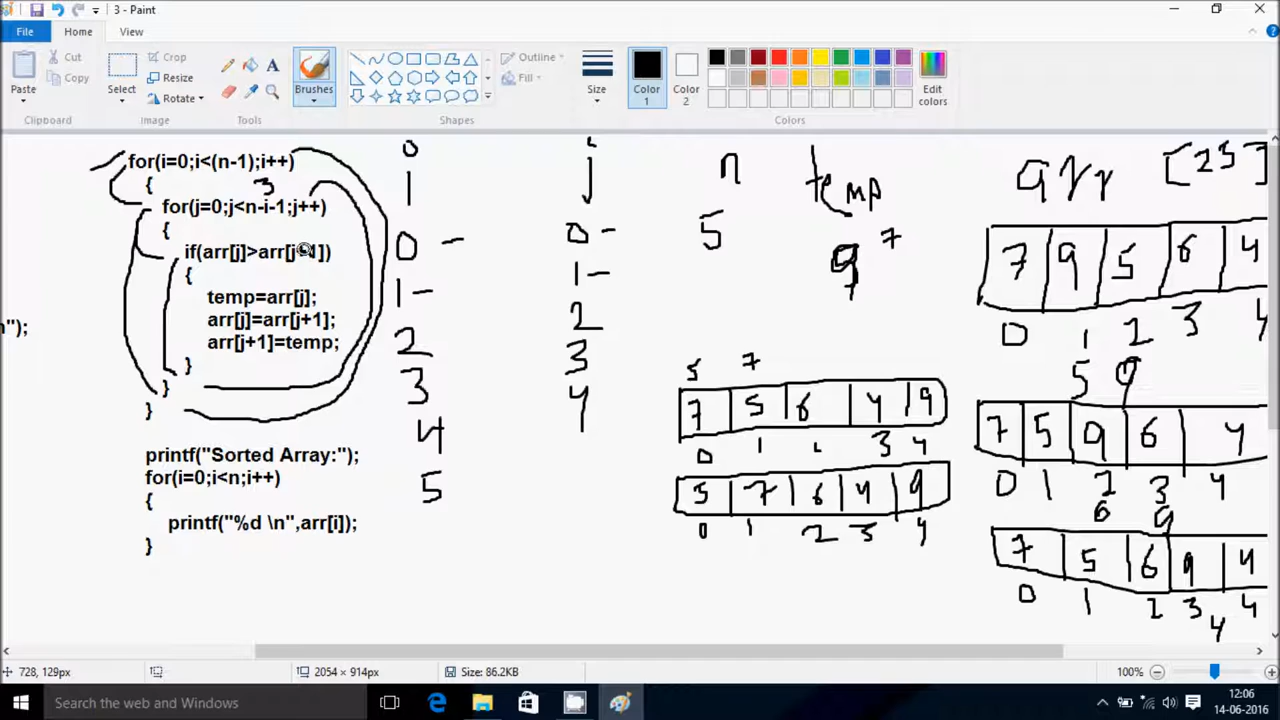 3 - Paint
File Home View
Paste
Cut
Copy
Clipboard
Select
Crop
Resize
Rotate
Image
Tools
Brushes
Outline
Fill
Shapes
Size
Color 1
Color 2
Edit colors
Colors
n");
for(i=0;i<(n-1);i++)
{
3
for(j=0;j<n-i-1;j++)
{
if(arr[j]>arr[j+1])
{
temp=arr[j];
arr[j]=arr[j+1];
arr[j+1]=temp;
}
}
}
printf("Sorted Array:");
for(i=0;i<n;i++)
{
printf("%d \n",arr[i]);
}
i
0 -
1 -
2
3
4
5
j
0 -
1 -
2
3
4
n
5
temp
9 7
arr [25]
7 9 5 6 4
0 1 2 3 4
5 9
7 5 9 6 4
0 1 2 3 4
6 9
7 5 6 9 4
0 1 2 3 4
4
5 7
7 5 6 4 9
0 1 3 4
5 7 6 4 9
0 1 2 3 4
728, 129px
2054 × 914px
Size: 86.2KB
100%
Search the web and Windows
12:06
14-06-2016